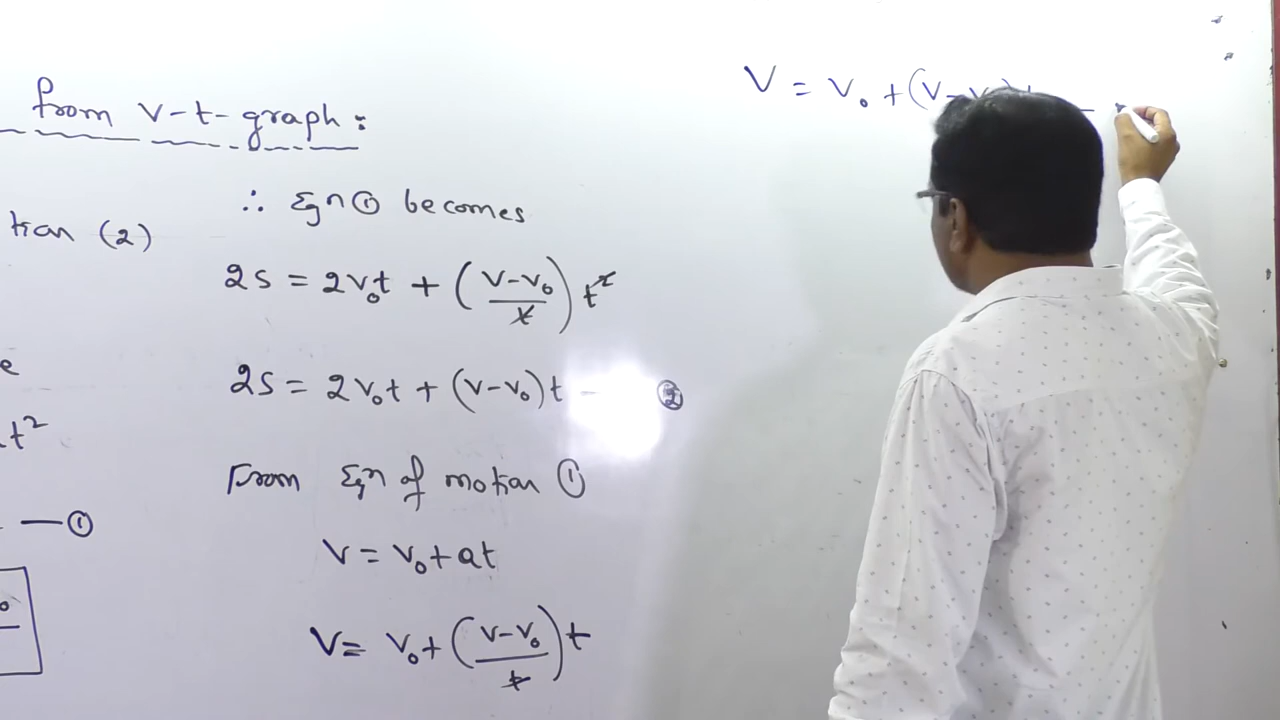 from v-t-graph:
tion (2)
e
t²
— ①
∴ Eqn ① becomes
2s = 2v₀t + (v-v₀/t) t²
2s = 2v₀t + (v-v₀)t — ②
From Eqn of motion ①
v = v₀+at
v = v₀+ (v-v₀/t) t
V = V₀ + (V-V